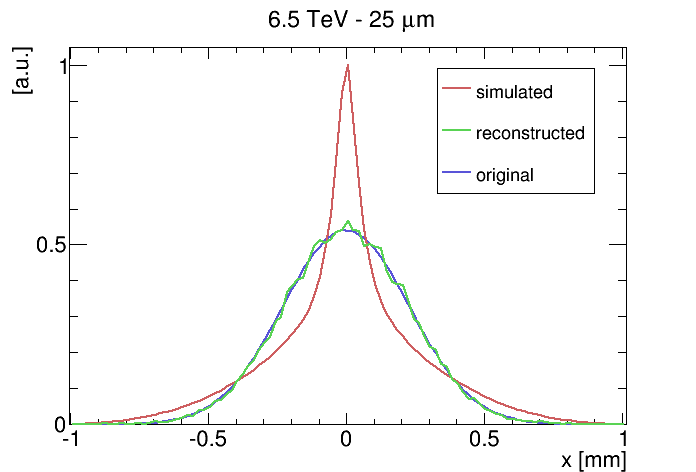 6.5 TeV - 25 μm
[a.u.]
1
simulated
reconstructed
original
0.5
0
-1 -0.5 0 0.5 1
x [mm]